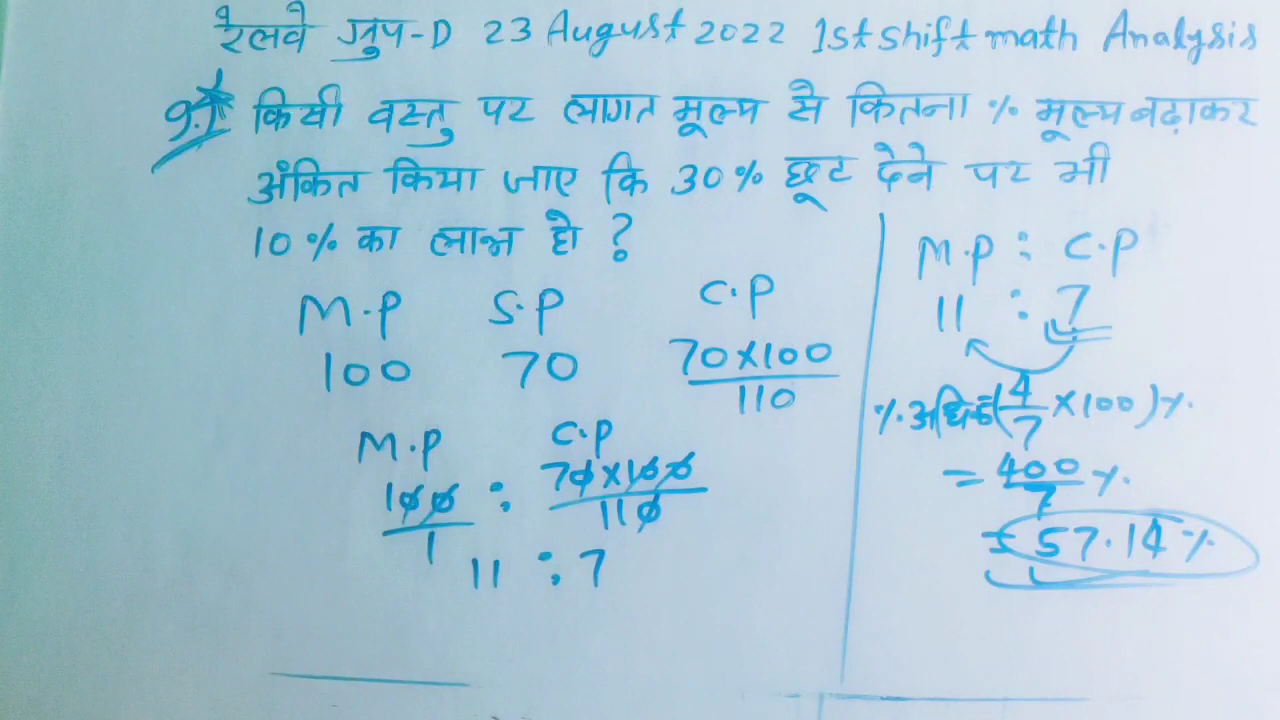 रेलवे ग्रुप-D 23 August 2022 1st shift math Analysis
Q.1 किसी वस्तु पर लागत मूल्य से कितना % मूल्य बढ़ाकर
अंकित किया जाए कि 30% छूट देने पर भी
10% का लाभ हो ?
M.P S.P C.P
100 70 70×100/110
M.P C.P
100/1 : 70×100/110
11 : 7
M.P : C.P
11 : 7
% अधिक = (4/7 × 100) %
= 400/7 %
= 57.14 %